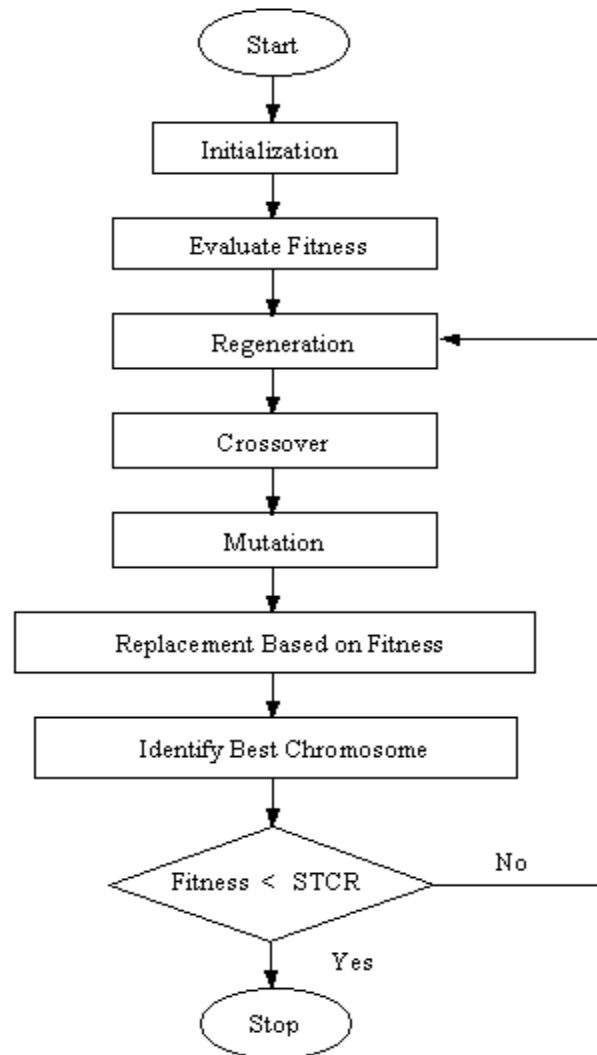 Start
Initialization
Evaluate Fitness
Regeneration
Crossover
Mutation
Replacement Based on Fitness
Identify Best Chromosome
Fitness < STCR
No
Yes
Stop